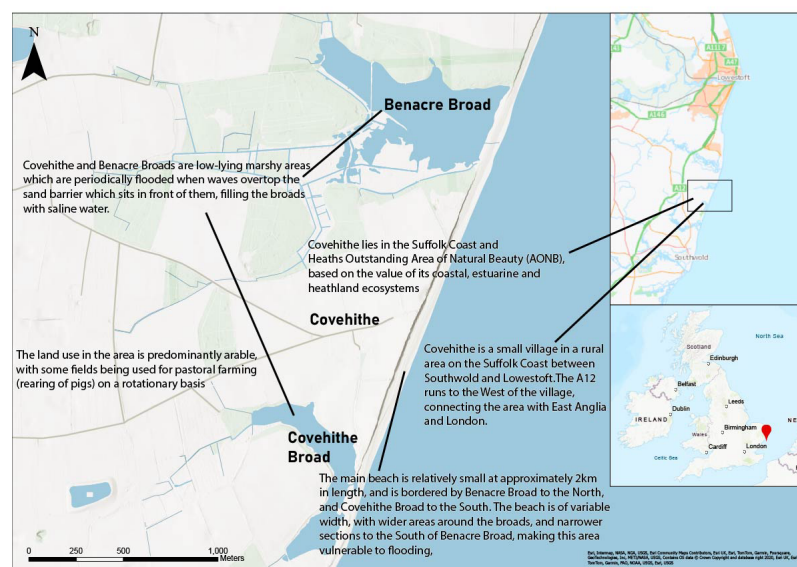 N
Benacre Broad
Covehithe and Benacre Broads are low-lying marshy areas
which are periodically flooded when waves overtop the
sand barrier which sits in front of them, filling the broads
with saline water.
Covehithe lies in the Suffolk Coast and
Heaths Outstanding Area of Natural Beauty (AONB),
based on the value of its coastal, estuarine and
heathland ecosystems
Covehithe
The land use in the area is predominantly arable,
with some fields being used for pastoral farming
(rearing of pigs) on a rotationary basis
Covehithe is a small village in a rural
area on the Suffolk Coast between
Southwold and Lowestoft.The A12
runs to the West of the village,
connecting the area with East Anglia
and London.
Covehithe
Broad
The main beach is relatively small at approximately 2km
in length, and is bordered by Benacre Broad to the North,
and Covehithe Broad to the South. The beach is of variable
width, with wider areas around the broads, and narrower
sections to the South of Benacre Broad, making this area
vulnerable to flooding,
0 250 500 1,000
Meters
A47
Lowestoft
A12
Southwold
North Sea
Scotland
Edinburgh
Belfast
Leeds
Dublin
IRELAND
Birmingham
Wales
Cardiff
London
Celtic Sea
NE